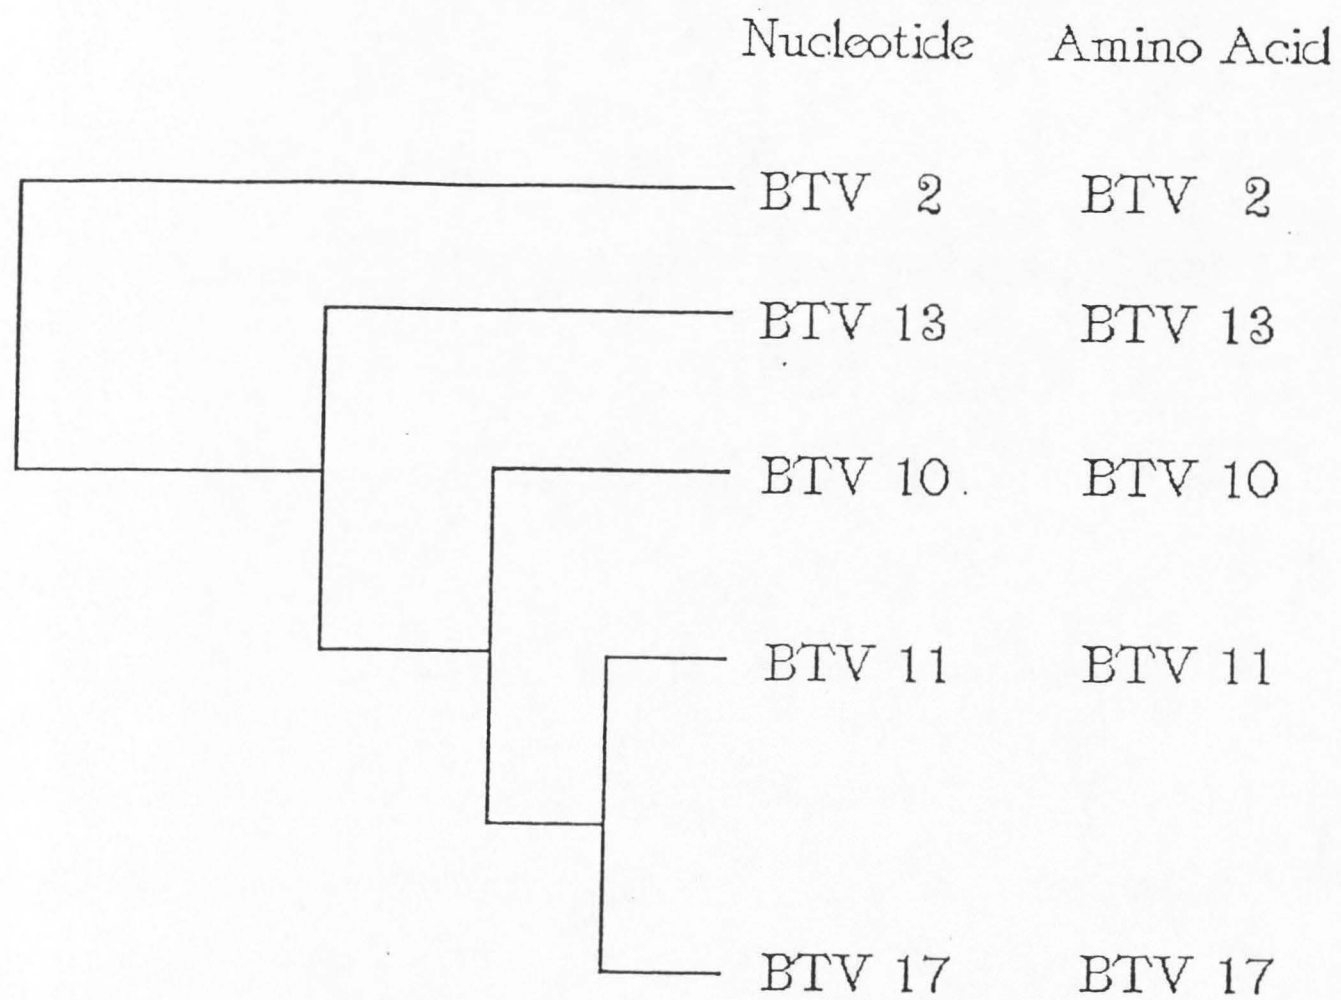 Nucleotide Amino Acid
BTV 2 BTV 2
BTV 13 BTV 13
BTV 10 BTV 10
BTV 11 BTV 11
BTV 17 BTV 17